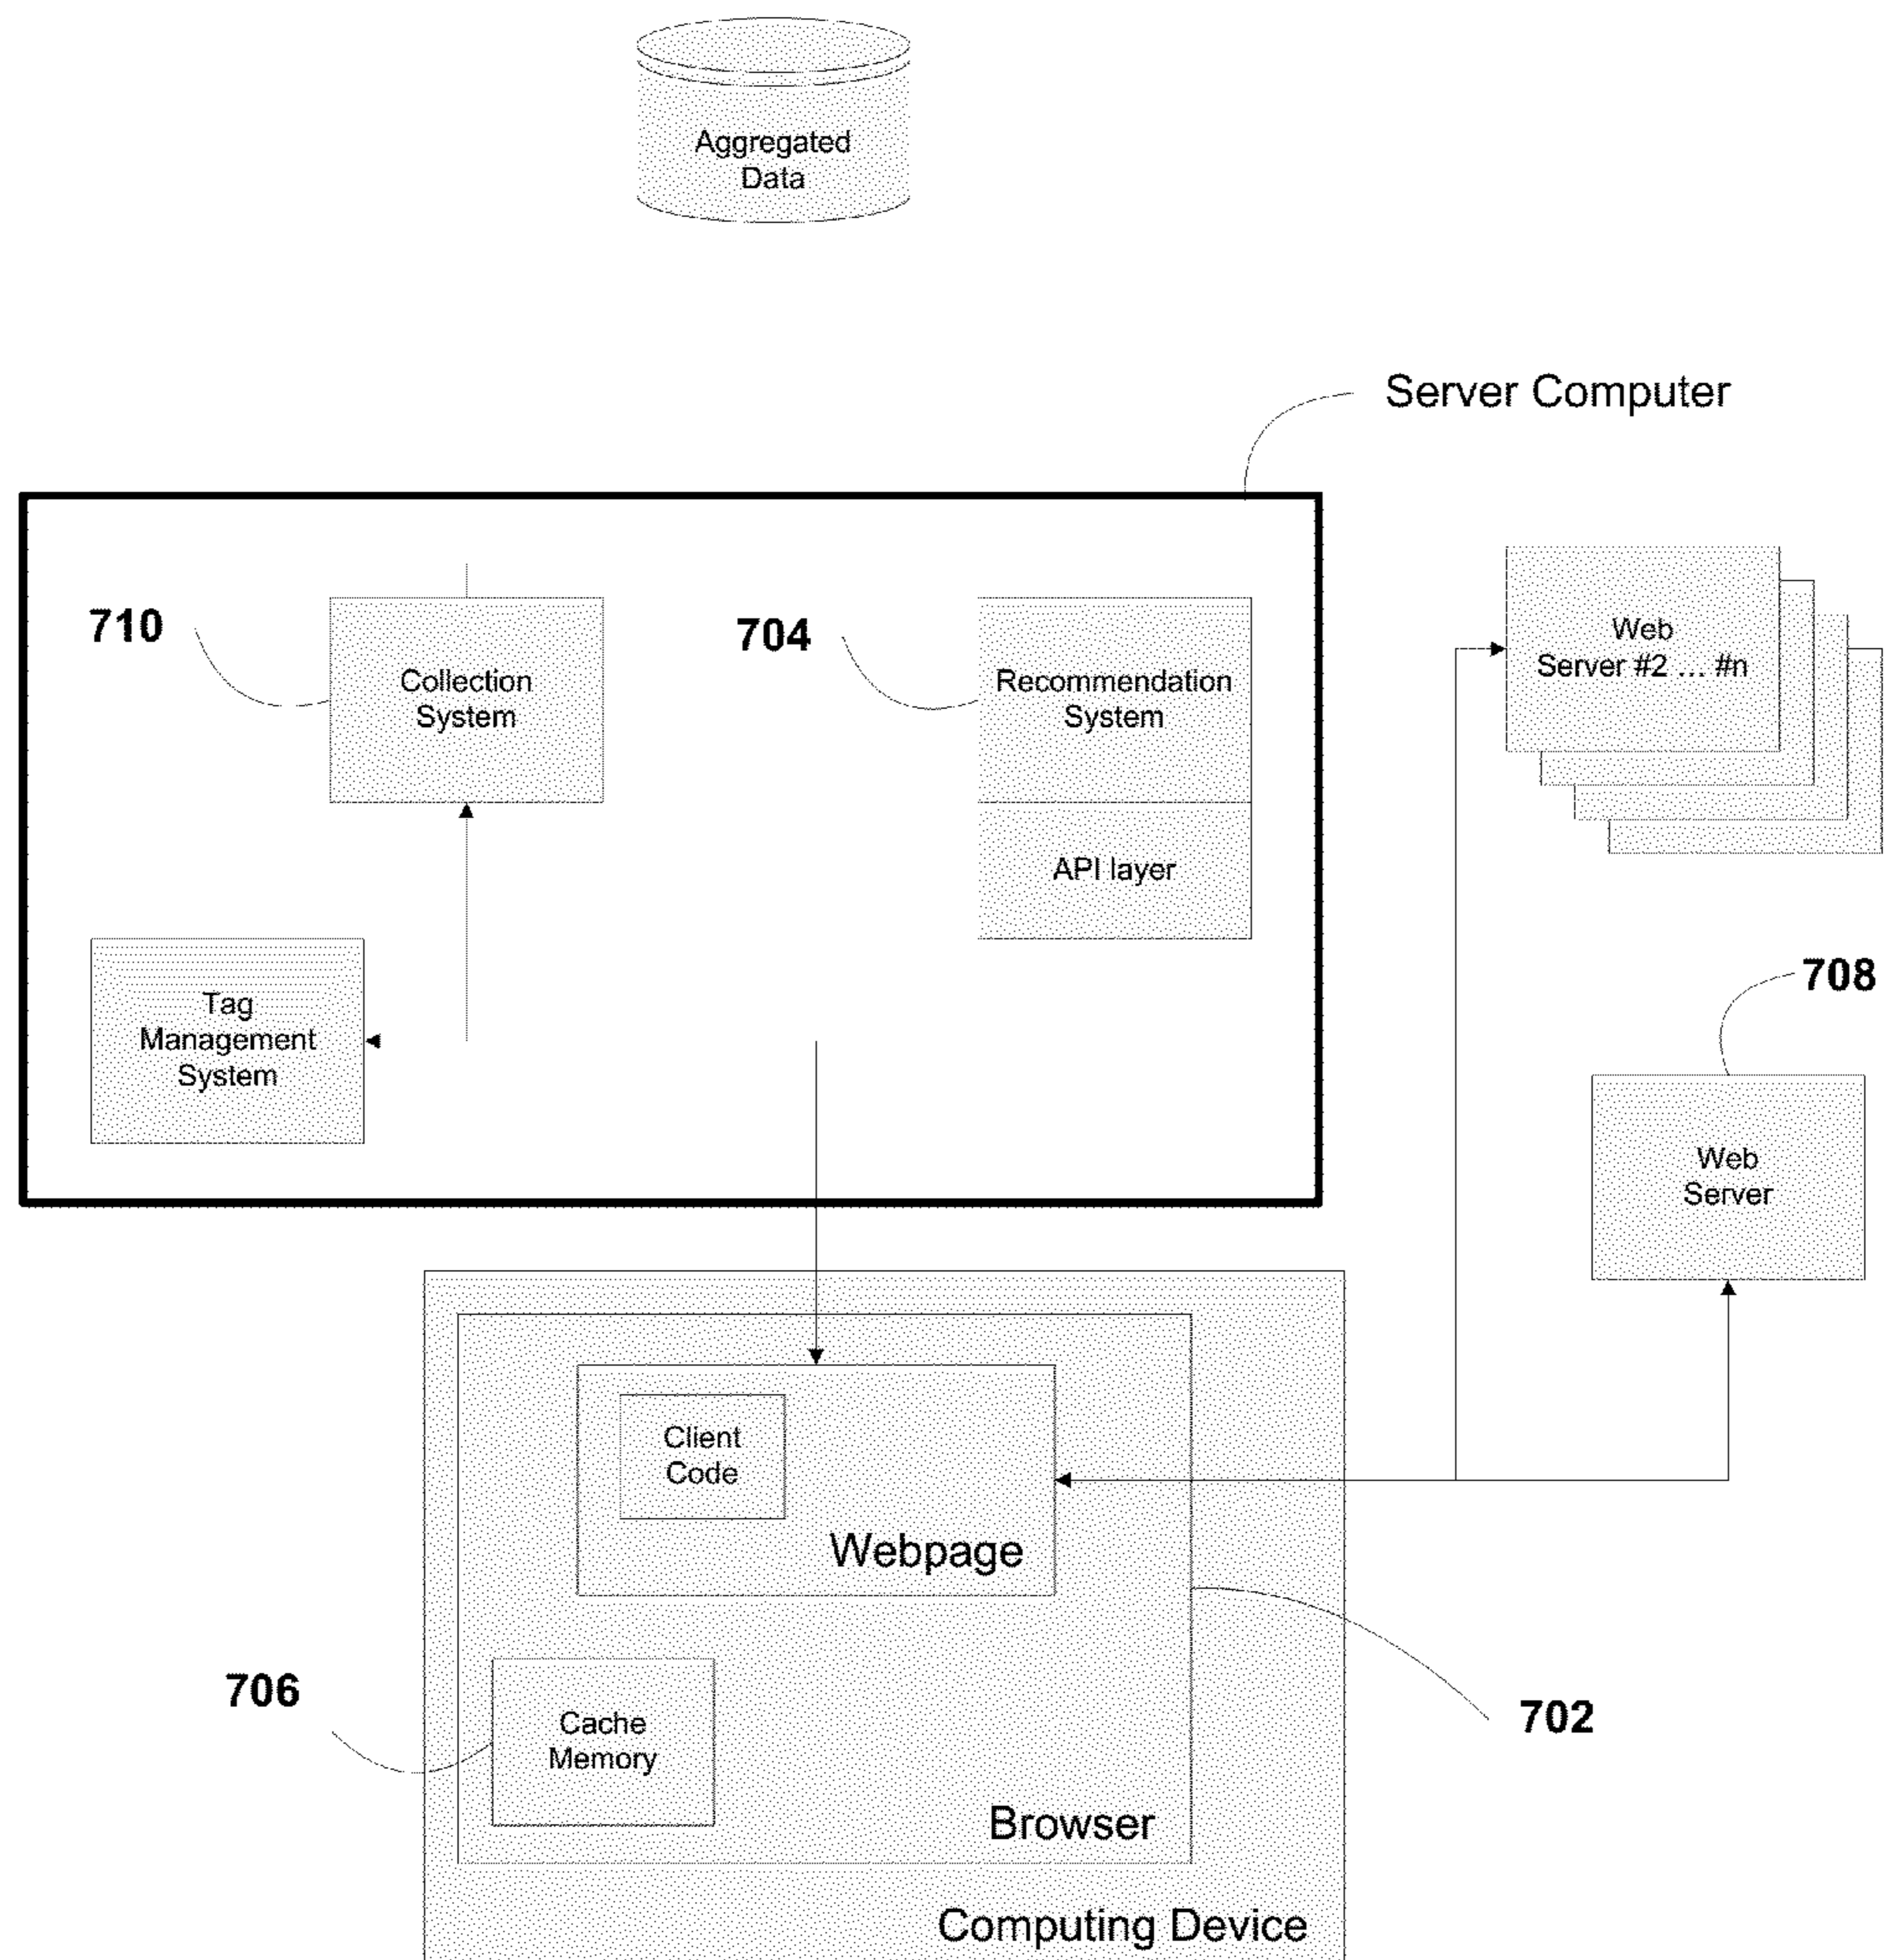 Aggregated
Data
Server Computer
710
Collection
System
704
Recommendation
System
API layer
Web
Server #2 ... #n
Tag
Management
System
708
Web
Server
Client
Code
Webpage
706
Cache
Memory
702
Browser
Computing Device